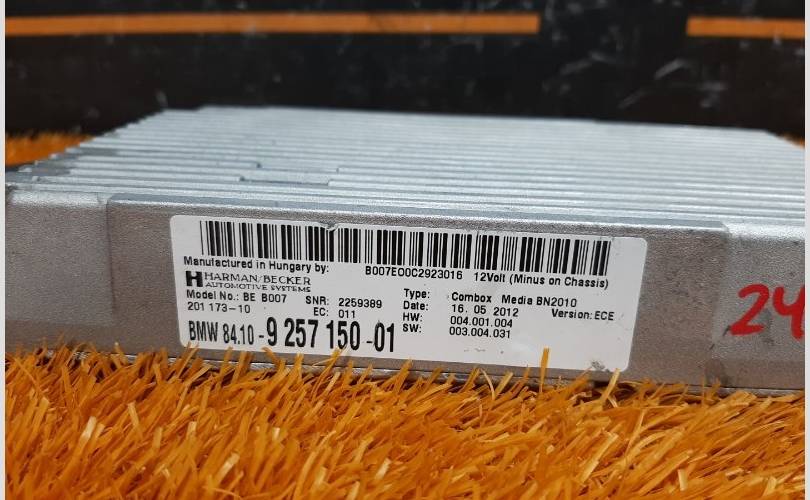 Manufactured in Hungary by: B007E00C2923016 12Volt (Minus on Chassis)
HARMAN/BECKER
AUTOMOTIVE SYSTEMS
Model No.: BE B007 SNR: 2259389
201 173-10 EC: 011
Type: Combox Media BN2010
Date: 16. 05 2012 Version: ECE
HW: 004.001.004
SW: 003.004.031
BMW 84.10 - 9 257 150 -01
24